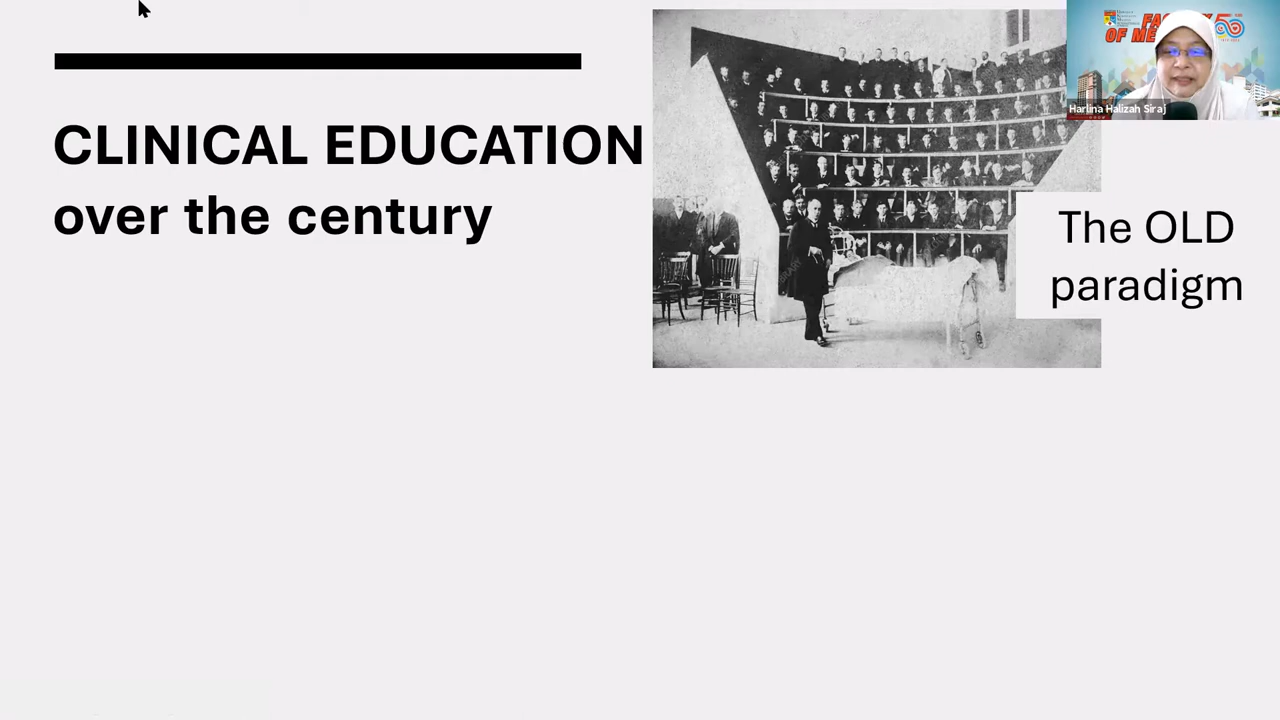 CLINICAL EDUCATION
over the century
The OLD
paradigm
Harlina Halizah Siraj